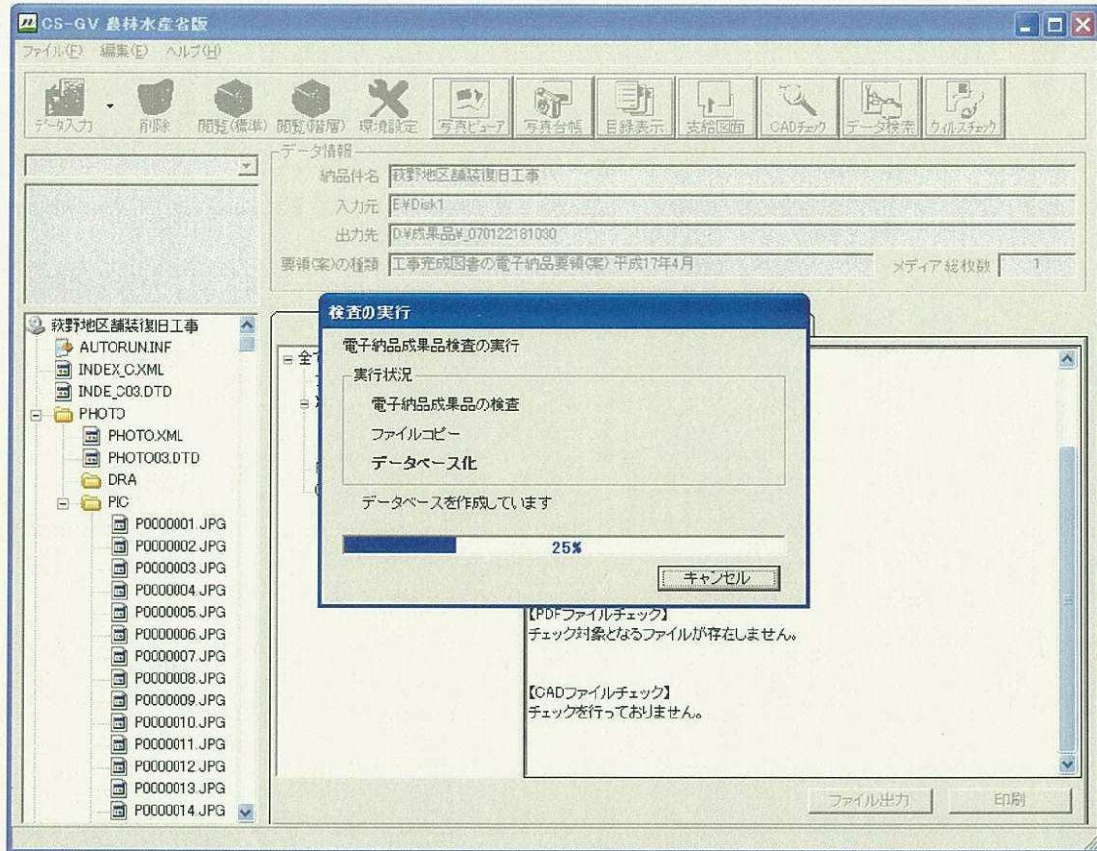 CS-GV 農林水産省版
ファイル(F) 編集(E) ヘルプ(H)
データ入力 削除 閲覧(標準) 閲覧(階層) 環境設定 写真ビューア 写真台帳 目録表示 支給図面 CADチェック データ検索 ウィルスチェック
データ情報
納品件名 萩野地区舗装復旧工事
入力元 E:¥Disk1
出力先 D:¥成果品¥_070122181030
要領(案)の種類 工事完成図書の電子納品要領(案) 平成17年4月 メディア総枚数 1
萩野地区舗装復旧工事
AUTORUN.INF
INDEX_C.XML
INDE_C03.DTD
PHOTO
PHOTO.XML
PHOTO03.DTD
DRA
PIC
P0000001.JPG
P0000002.JPG
P0000003.JPG
P0000004.JPG
P0000005.JPG
P0000006.JPG
P0000007.JPG
P0000008.JPG
P0000009.JPG
P0000010.JPG
P0000011.JPG
P0000012.JPG
P0000013.JPG
P0000014.JPG
検査の実行
電子納品成果品検査の実行
実行状況
電子納品成果品の検査
ファイルコピー
データベース化
データベースを作成しています
25%
キャンセル
【PDFファイルチェック】
チェック対象となるファイルが存在しません。
【CADファイルチェック】
チェックを行っておりません。
ファイル出力 印刷